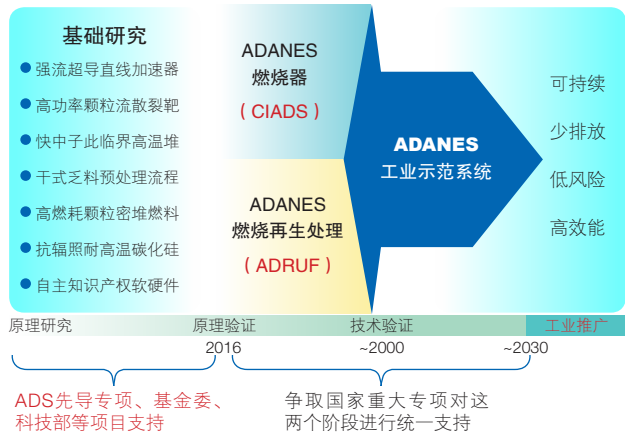 基础研究
强流超导直线加速器
高功率颗粒流散裂靶
快中子此临界高温堆
干式乏料预处理流程
高燃耗颗粒密堆燃料
抗辐照耐高温碳化硅
自主知识产权软硬件
ADANES
燃烧器
（CIADS）
ADANES
燃烧再生处理
（ADRUF）
ADANES
工业示范系统
可持续
少排放
低风险
高效能
原理研究
原理验证
技术验证
工业推广
2016
~2000
~2030
ADS先导专项、基金委、
科技部等项目支持
争取国家重大专项对这
两个阶段进行统一支持